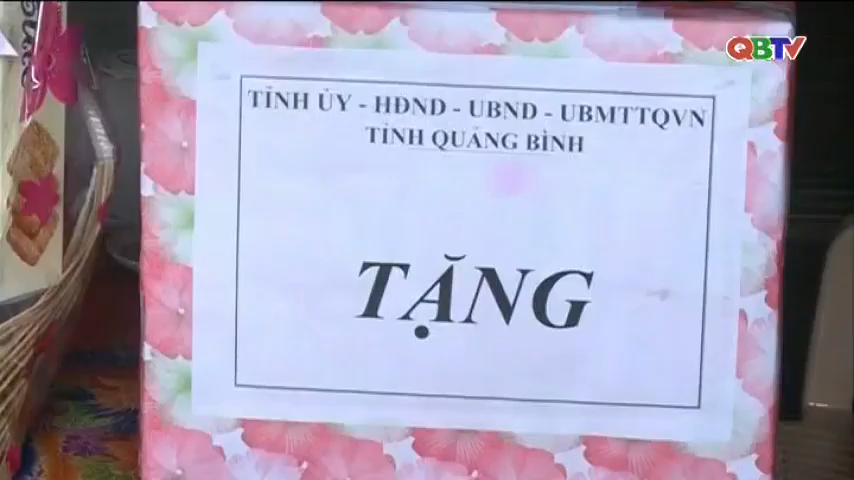 QBTV
TỈNH ỦY - HĐND - UBND - UBMTTQVN
TỈNH QUẢNG BÌNH
TẶNG